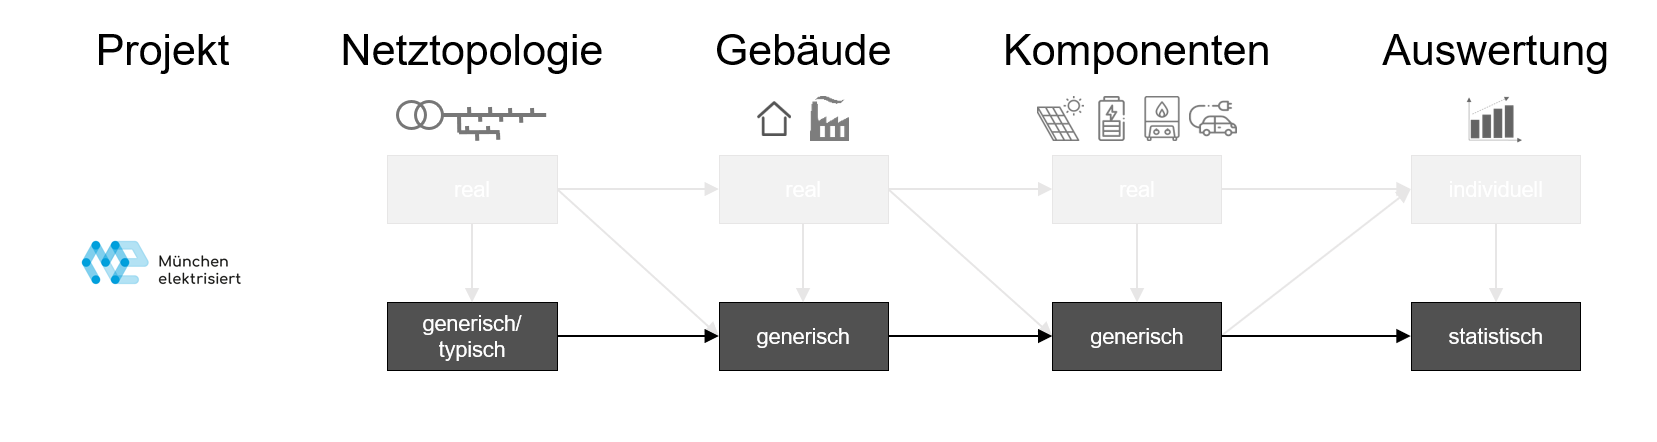 Projekt
Netztopologie
Gebäude
Komponenten
Auswertung
real
real
real
individuell
München
elektrisiert
generisch/
typisch
generisch
generisch
statistisch